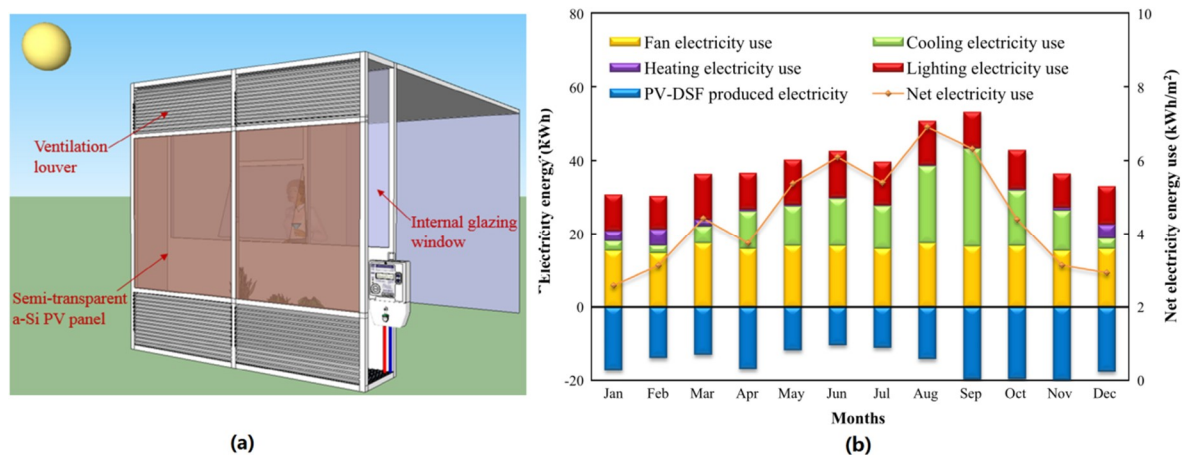 Ventilation
louver
Internal glazing
window
Semi-transparent
a-Si PV panel
(a)
80
60
40
20
0
-20
Electricity energy (kWh)
Fan electricity use
Cooling electricity use
Heating electricity use
Lighting electricity use
PV-DSF produced electricity
Net electricity use
10
8
6
4
2
0
Net electricity energy use (kWh/m²)
Jan Feb Mar Apr May Jun Jul Aug Sep Oct Nov Dec
Months
(b)